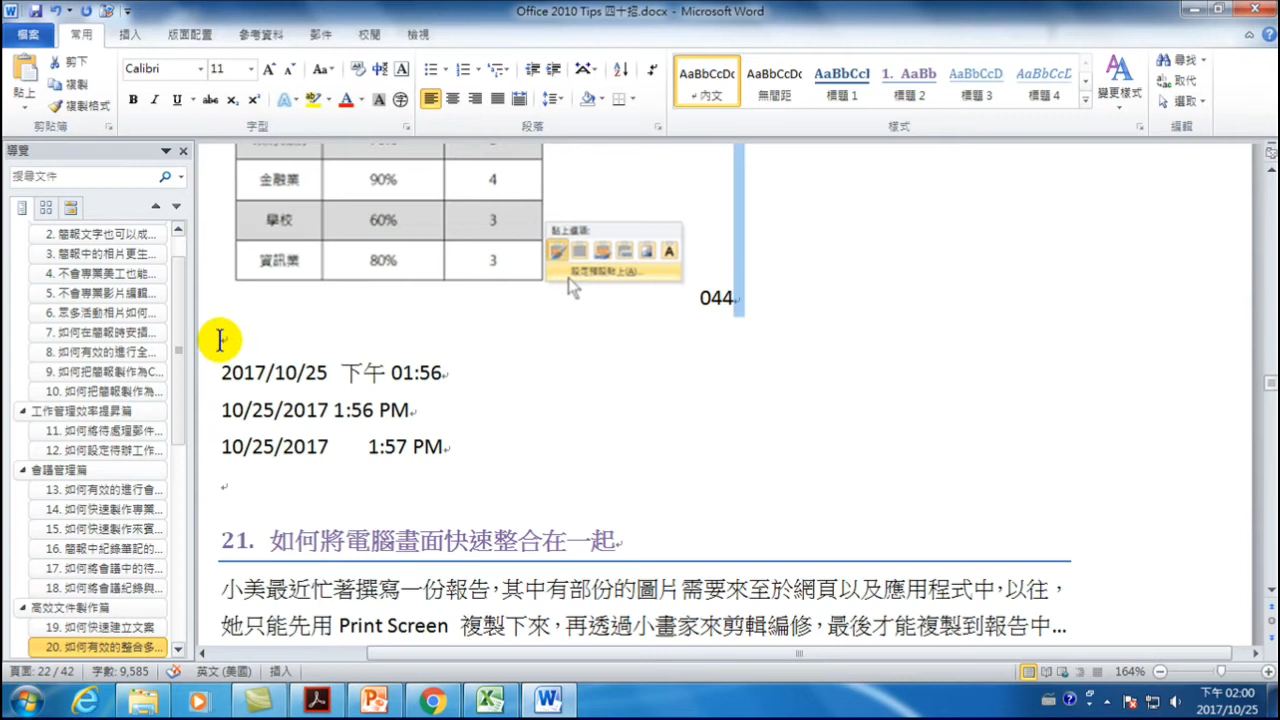 Office 2010 Tips 四十招.docx - Microsoft Word
檔案 常用 插入 版面配置 參考資料 郵件 校閱 檢視
貼上 剪下 複製 複製格式
Calibri 11
AaBbCcDc AaBbCcDc AaBbCcI 1. AaBb AaBbCcD AaBbCcDc
內文 無間距 標題 1 標題 2 標題 3 標題 4
變更樣式
尋找 取代 選取
剪貼簿 字型 段落 樣式 編輯
導覽
搜尋文件
2. 簡報文字也可以成...
3. 簡報中的相片更生...
4. 不會專業美工也能...
5. 不會專業影片編輯...
6. 眾多活動相片如何...
7. 如何在簡報時安插...
8. 如何有效的進行全...
9. 如何把簡報製作為C...
10. 如何把簡報製作為...
工作管理效率提昇篇
11. 如何將待處理郵件...
12. 如何設定待辦工作...
會議管理篇
13. 如何有效的進行會...
14. 如何快速製作專業...
15. 如何快速製作來賓...
16. 簡報中紀錄筆記的...
17. 如何將會議中的待...
18. 如何將會議紀錄與...
高效文件製作篇
19. 如何快速建立文案
20. 如何有效的整合多...
金融業 90% 4
學校 60% 3
資訊業 80% 3
貼上選項:
設定預設貼上(A)...
044
2017/10/25 下午 01:56
10/25/2017 1:56 PM
10/25/2017 1:57 PM
21. 如何將電腦畫面快速整合在一起
小美最近忙著撰寫一份報告,其中有部份的圖片需要來至於網頁以及應用程式中,以往,
她只能先用 Print Screen 複製下來,再透過小畫家來剪輯編修,最後才能複製到報告中...
頁面: 22 / 42 字數: 9,585 英文 (美國) 插入 164%
下午 02:00
2017/10/25